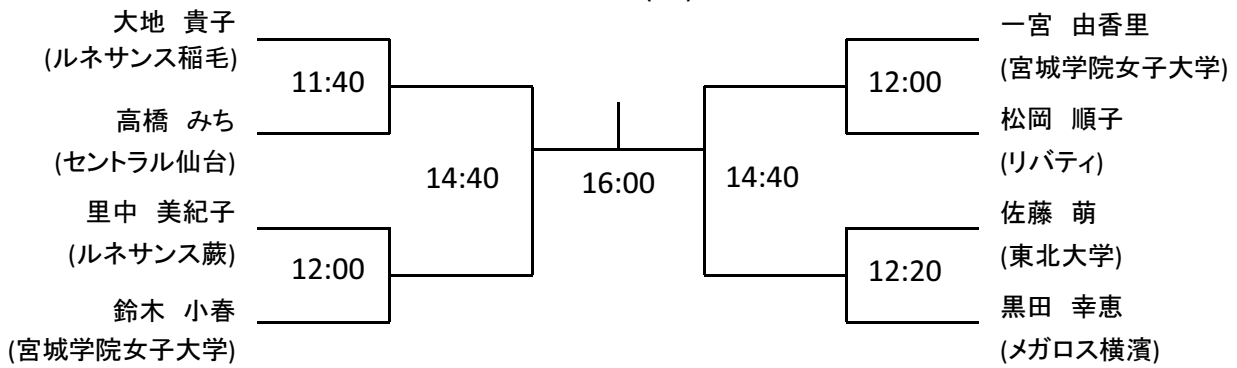 大地 貴子
(ルネサンス稲毛)
11:40
高橋 みち
(セントラル仙台)
14:40
里中 美紀子
(ルネサンス蕨)
12:00
鈴木 小春
(宮城学院女子大学)
16:00
一宮 由香里
(宮城学院女子大学)
12:00
松岡 順子
(リバティ)
14:40
佐藤 萌
(東北大学)
12:20
黒田 幸恵
(メガロス横濱)